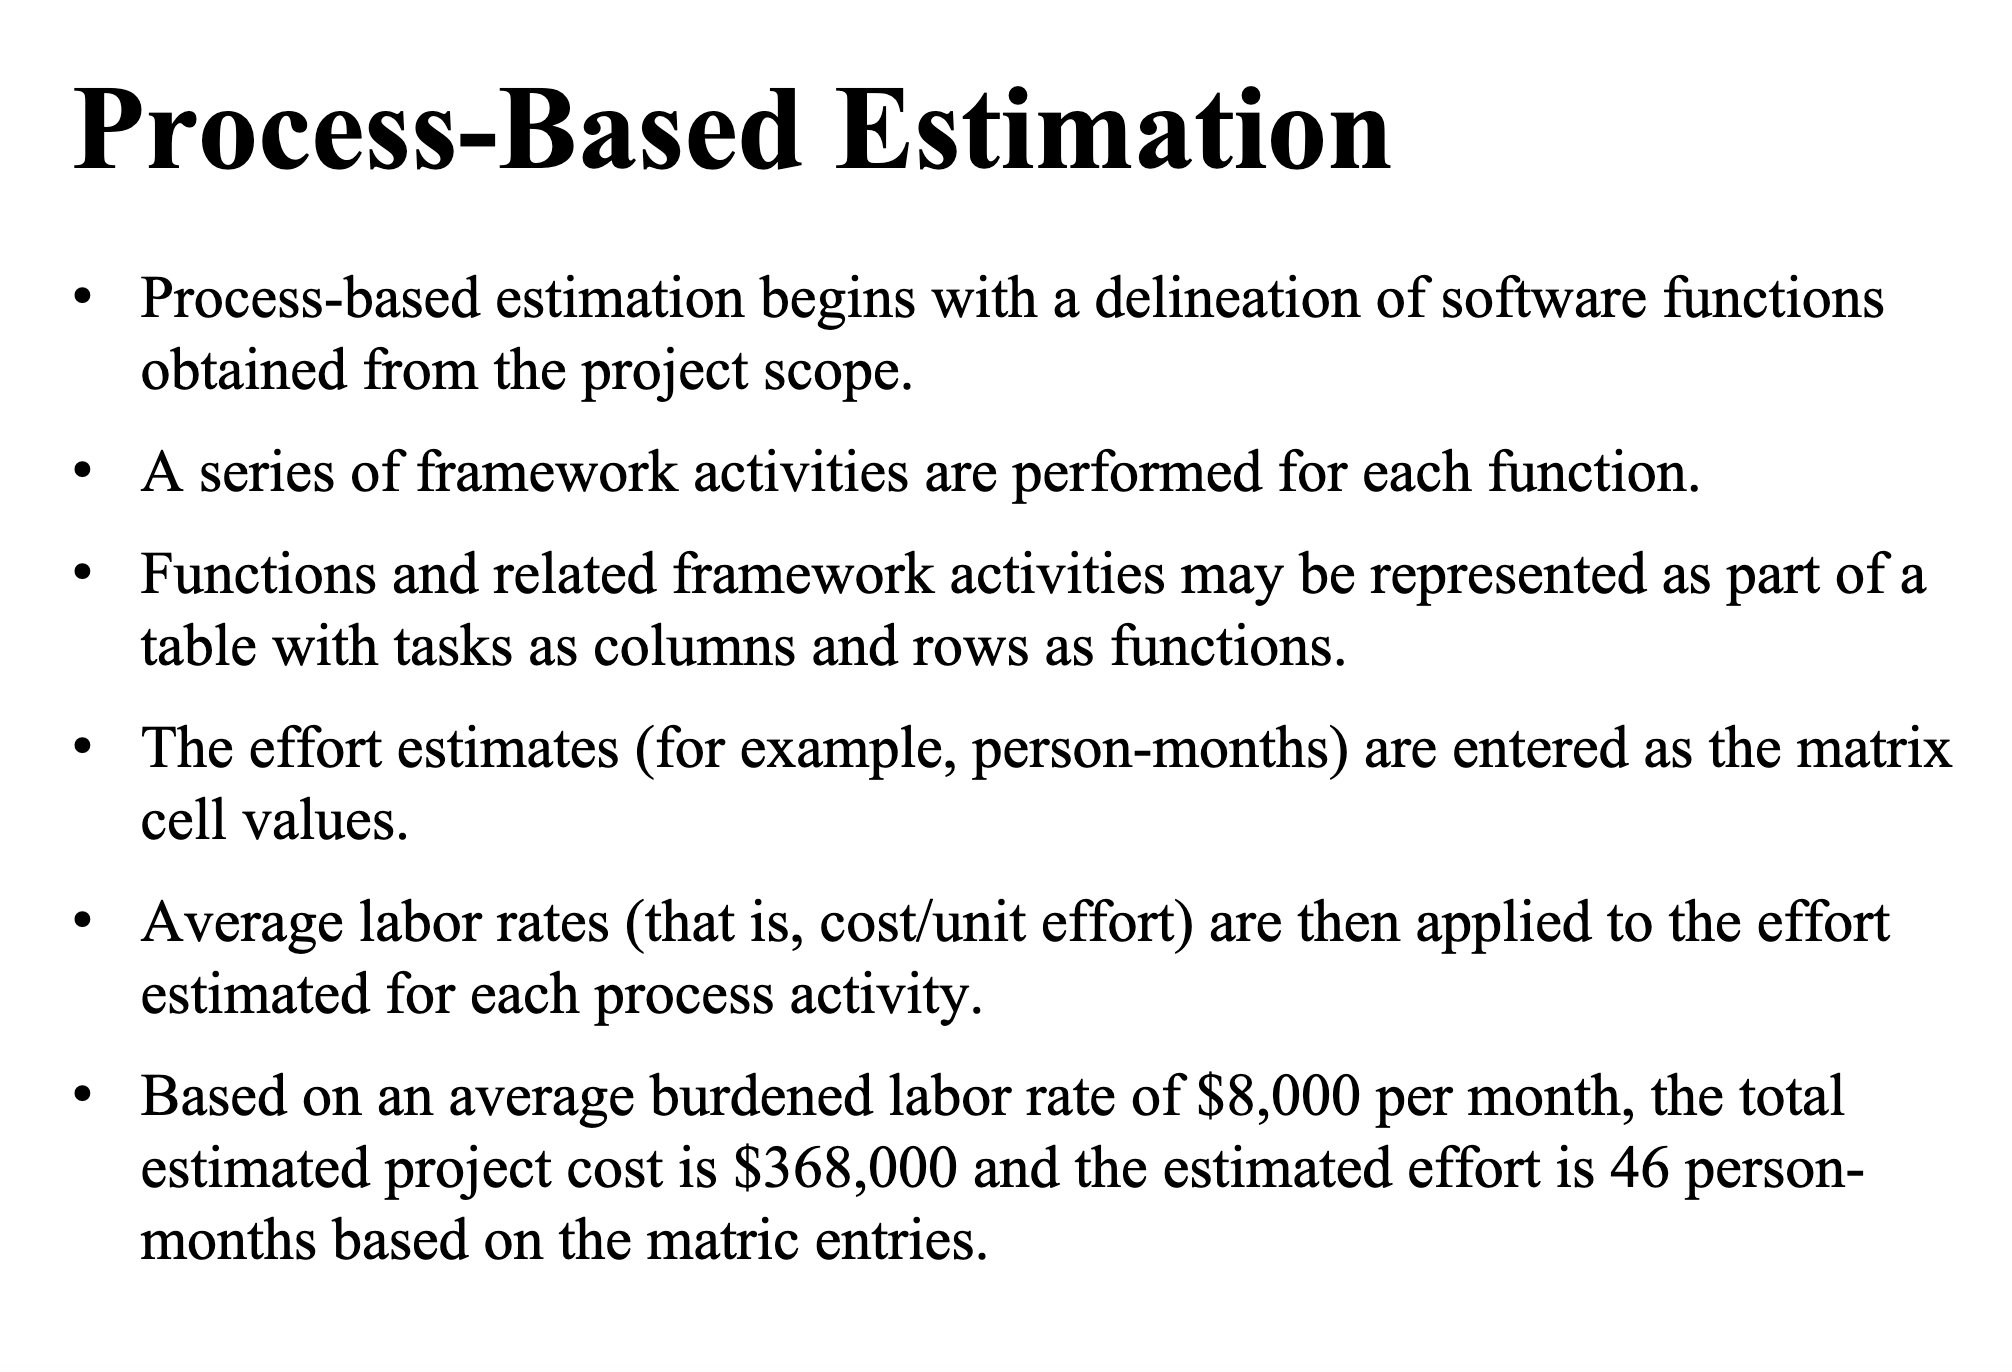 Process-Based Estimation
• Process-based estimation begins with a delineation of software functions
obtained from the project scope.
• A series of framework activities are performed for each function.
• Functions and related framework activities may be represented as part of a
table with tasks as columns and rows as functions.
• The effort estimates (for example, person-months) are entered as the matrix
cell values.
• Average labor rates (that is, cost/unit effort) are then applied to the effort
estimated for each process activity.
• Based on an average burdened labor rate of $8,000 per month, the total
estimated project cost is $368,000 and the estimated effort is 46 person-
months based on the matric entries.